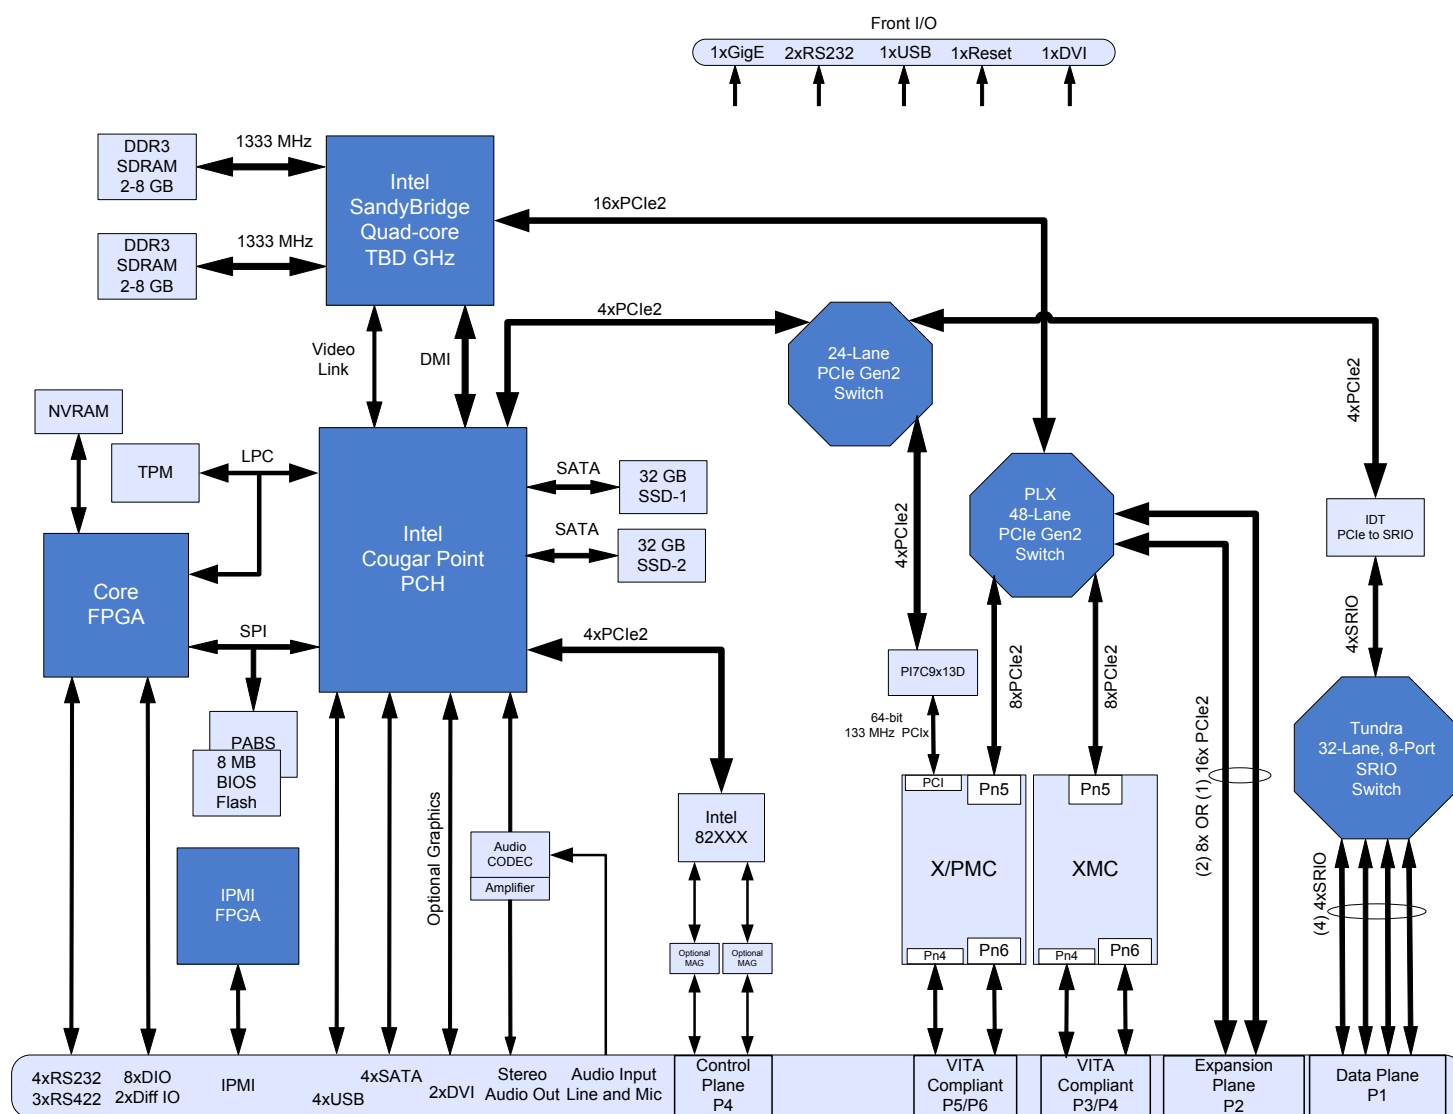 Front I/O
1xGigE 2xRS232 1xUSB 1xReset 1xDVI
DDR3
SDRAM
2-8 GB
1333 MHz
DDR3
SDRAM
2-8 GB
1333 MHz
Intel
SandyBridge
Quad-core
TBD GHz
16xPCIe2
4xPCIe2
Video
Link
DMI
24-Lane
PCIe Gen2
Switch
4xPCIe2
NVRAM
TPM
LPC
SATA
32 GB
SSD-1
SATA
32 GB
SSD-2
Intel
Cougar Point
PCH
Core
FPGA
SPI
4xPCIe2
4xPCIe2
PLX
48-Lane
PCIe Gen2
Switch
IDT
PCIe to SRIO
4xSRIO
PI7C9x13D
8xPCIe2
8xPCIe2
64-bit
133 MHz PCIx
PABS
8 MB
BIOS
Flash
Tundra
32-Lane, 8-Port
SRIO
Switch
PCI
Pn5
X/PMC
Pn4
Pn6
Pn5
XMC
Pn4
Pn6
(2) 8x OR (1) 16x PCIe2
(4) 4xSRIO
IPMI
FPGA
Optional Graphics
Audio
CODEC
Amplifier
Intel
82XXX
Optional
MAG
Optional
MAG
4xRS232
3xRS422
8xDIO
2xDiff IO
IPMI
4xUSB
4xSATA
2xDVI
Stereo
Audio Out
Audio Input
Line and Mic
Control
Plane
P4
VITA
Compliant
P5/P6
VITA
Compliant
P3/P4
Expansion
Plane
P2
Data Plane
P1